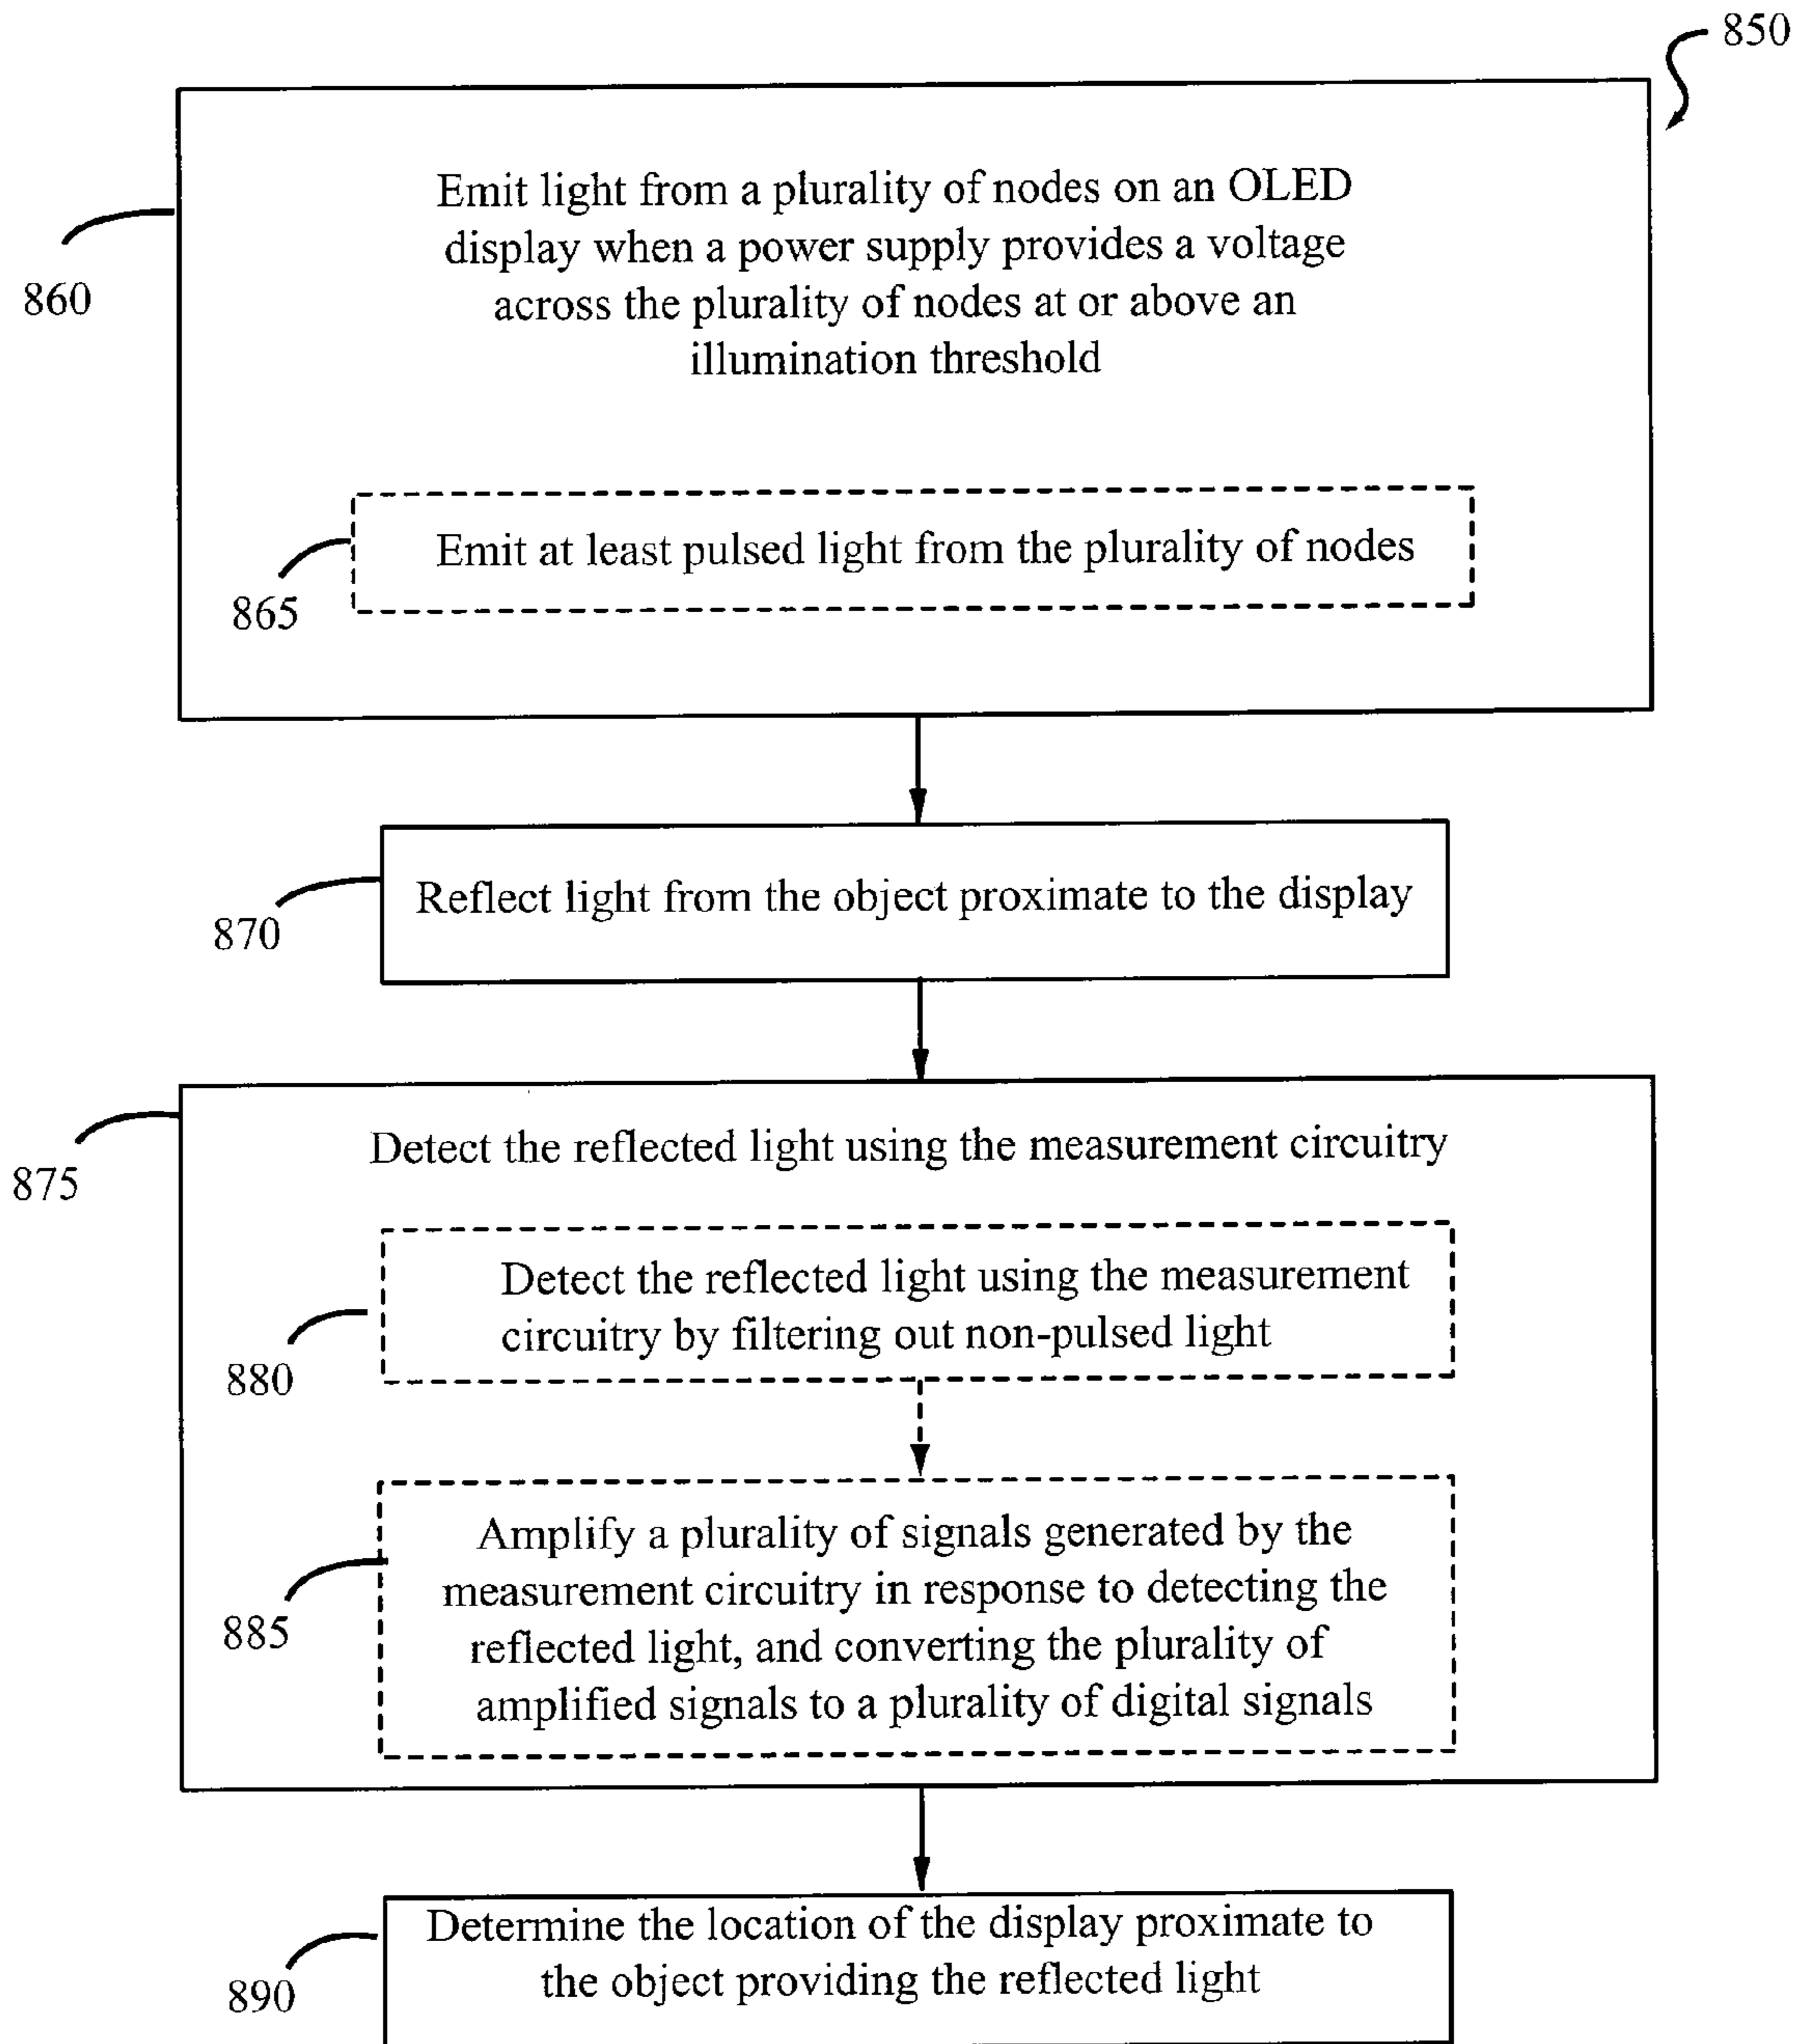 850
Emit light from a plurality of nodes on an OLED
display when a power supply provides a voltage
across the plurality of nodes at or above an
illumination threshold
860
Emit at least pulsed light from the plurality of nodes
865
Reflect light from the object proximate to the display
870
Detect the reflected light using the measurement circuitry
875
Detect the reflected light using the measurement
circuitry by filtering out non-pulsed light
880
Amplify a plurality of signals generated by the
measurement circuitry in response to detecting the
reflected light, and converting the plurality of
amplified signals to a plurality of digital signals
885
Determine the location of the display proximate to
the object providing the reflected light
890